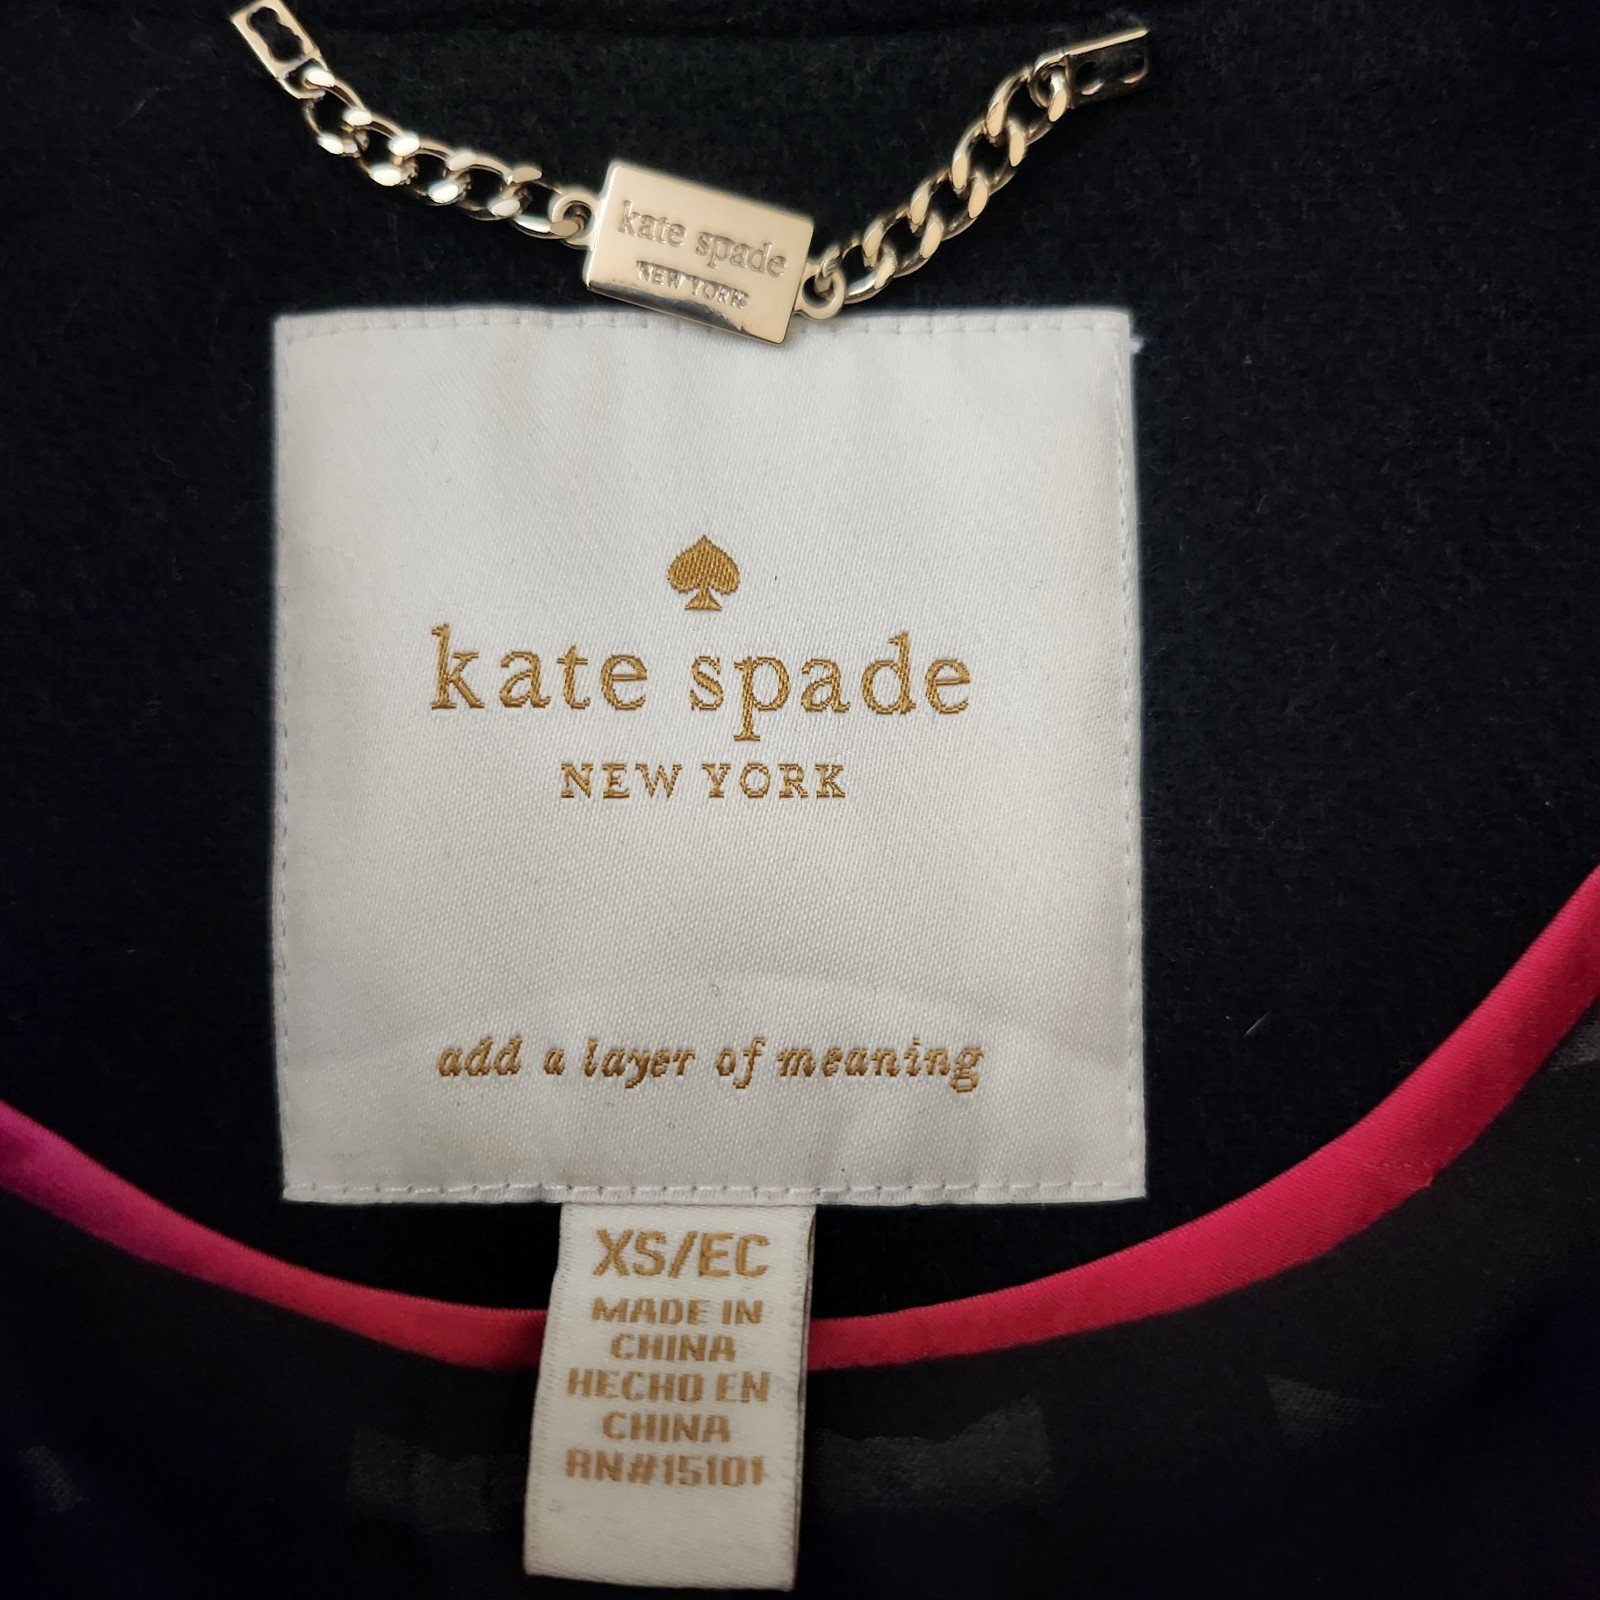 kate spade
NEW YORK
kate spade
NEW YORK
add a layer of meaning
XS/EC
MADE IN
CHINA
HECHO EN
CHINA
RN#15101